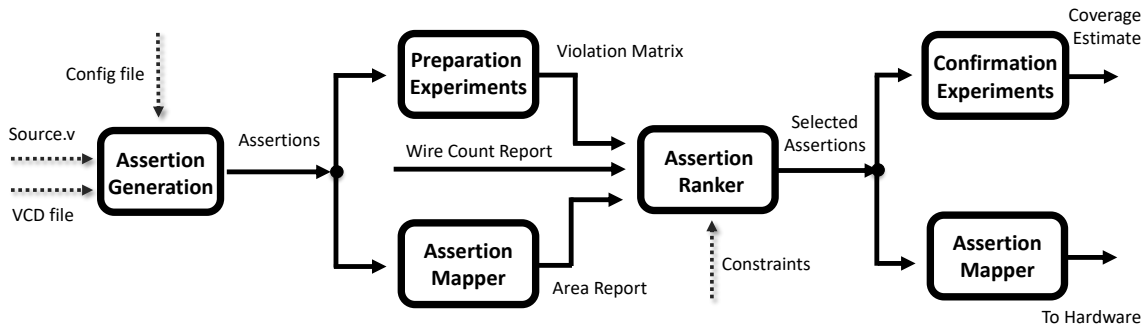 Config file
Source.v
VCD file
Assertion
Generation
Assertions
Preparation
Experiments
Violation Matrix
Wire Count Report
Assertion
Mapper
Area Report
Assertion
Ranker
Constraints
Selected
Assertions
Confirmation
Experiments
Coverage
Estimate
Assertion
Mapper
To Hardware